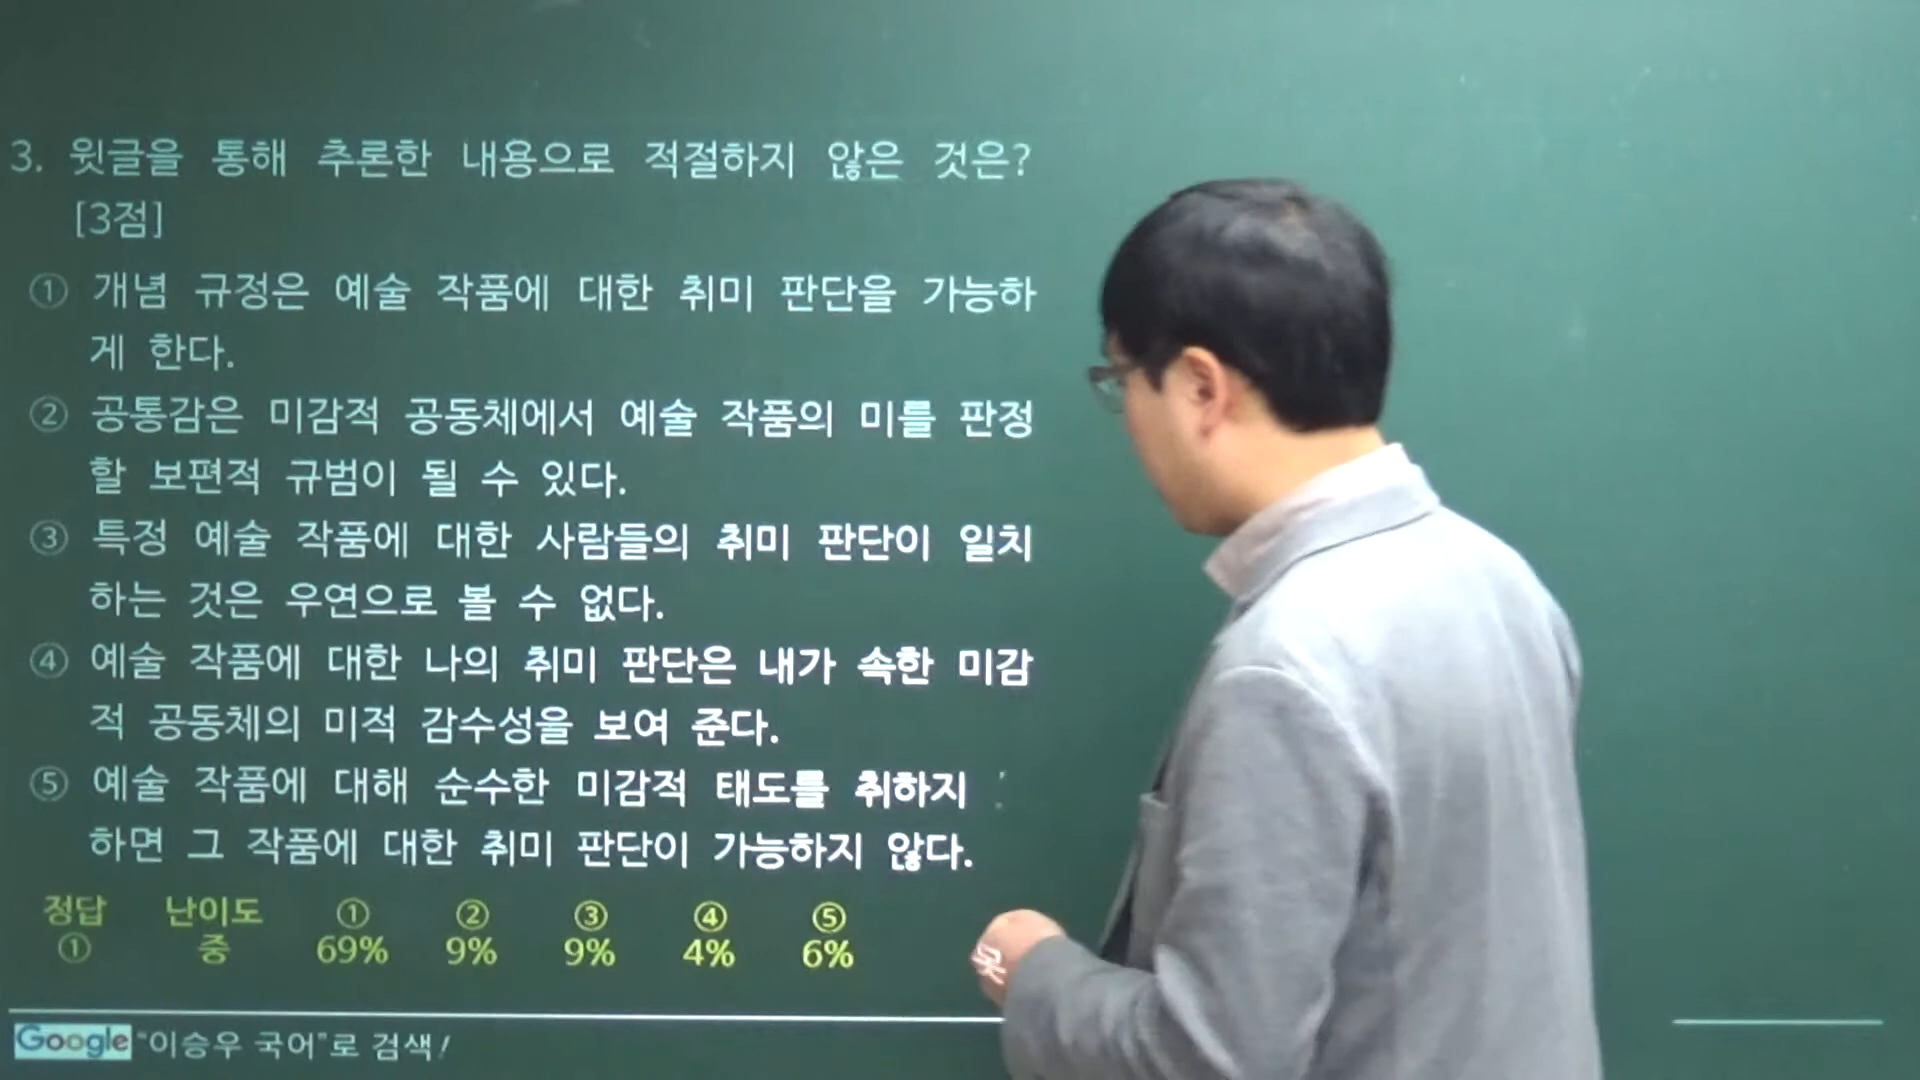 3. 윗글을 통해 추론한 내용으로 적절하지 않은 것은?
[3점]
① 개념 규정은 예술 작품에 대한 취미 판단을 가능하
게 한다.
② 공통감은 미감적 공동체에서 예술 작품의 미를 판정
할 보편적 규범이 될 수 있다.
③ 특정 예술 작품에 대한 사람들의 취미 판단이 일치
하는 것은 우연으로 볼 수 없다.
④ 예술 작품에 대한 나의 취미 판단은 내가 속한 미감
적 공동체의 미적 감수성을 보여 준다.
⑤ 예술 작품에 대해 순수한 미감적 태도를 취하지
하면 그 작품에 대한 취미 판단이 가능하지 않다.
정답 난이도 ① ② ③ ④ ⑤
① 중 69% 9% 9% 4% 6%
못
Google "이승우 국어"로 검색!